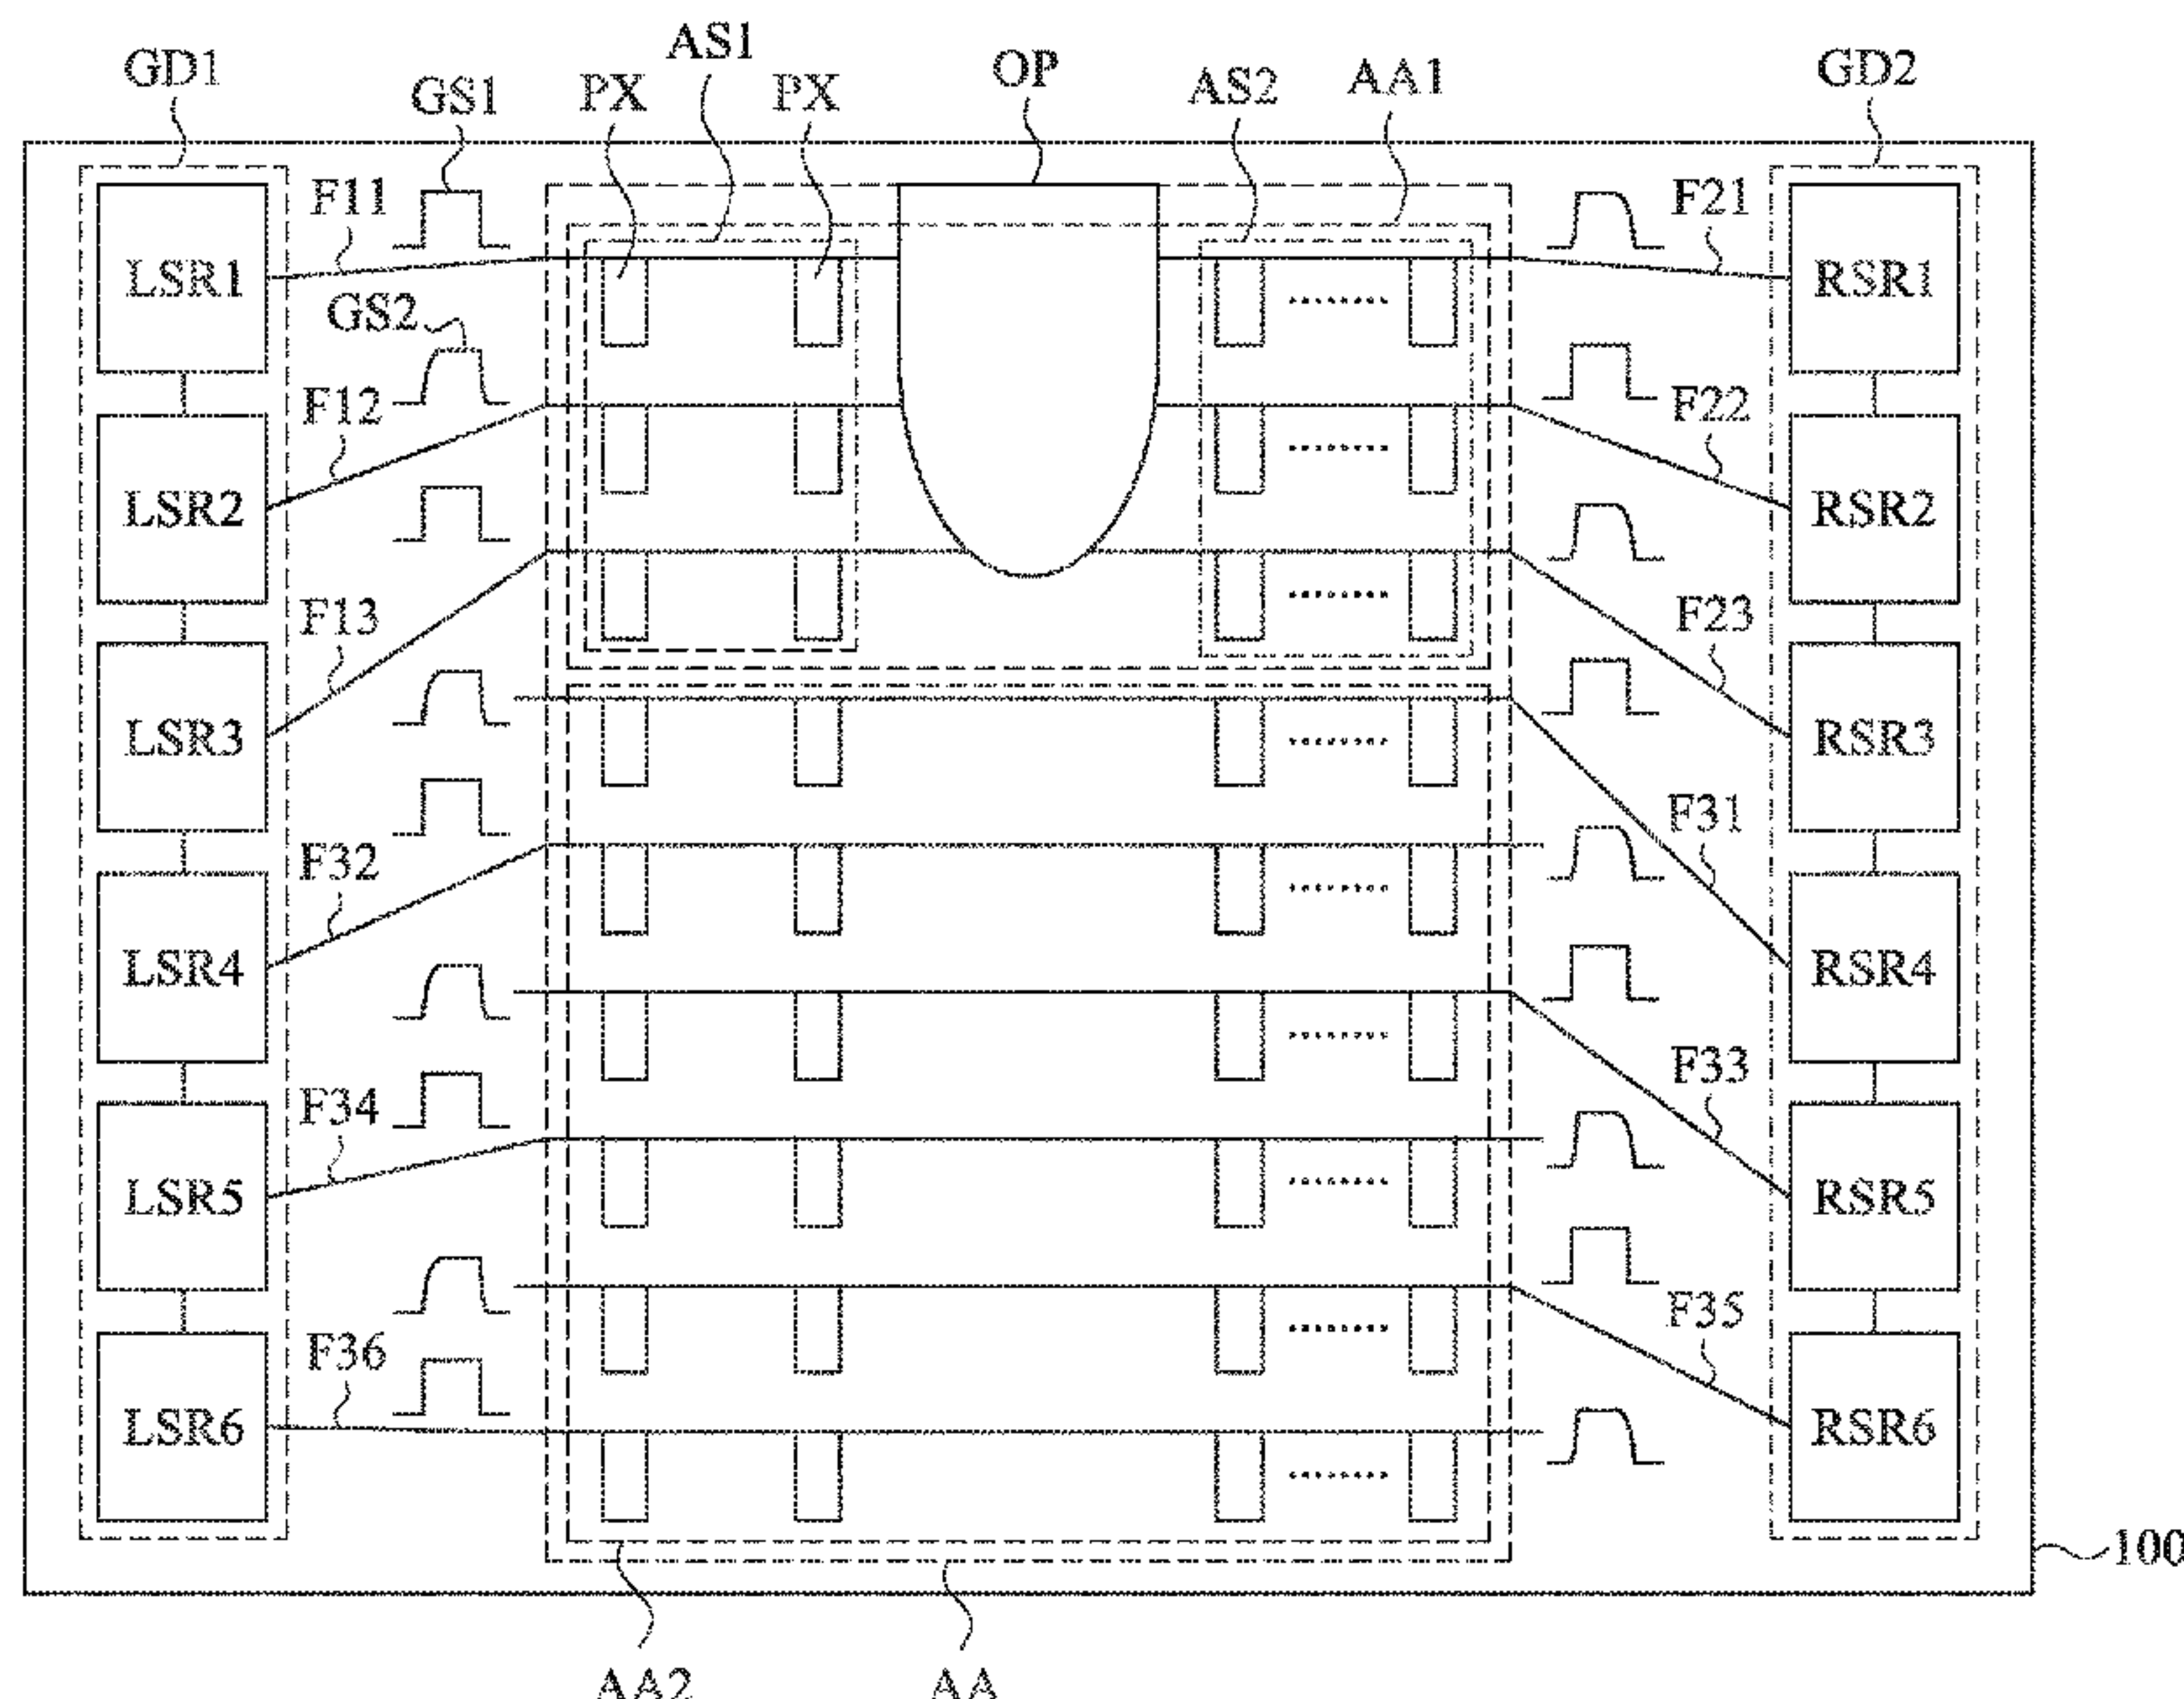 GD1 GS1 PX AS1 PX OP AS2 AA1 GD2
F11 F21
LSR1 RSR1
GS2
F12 F22
LSR2 RSR2
F13 F23
LSR3 RSR3
F32 F31
LSR4 RSR4
F34 F33
LSR5 RSR5
F36 F35
LSR6 RSR6
100
AA2 AA